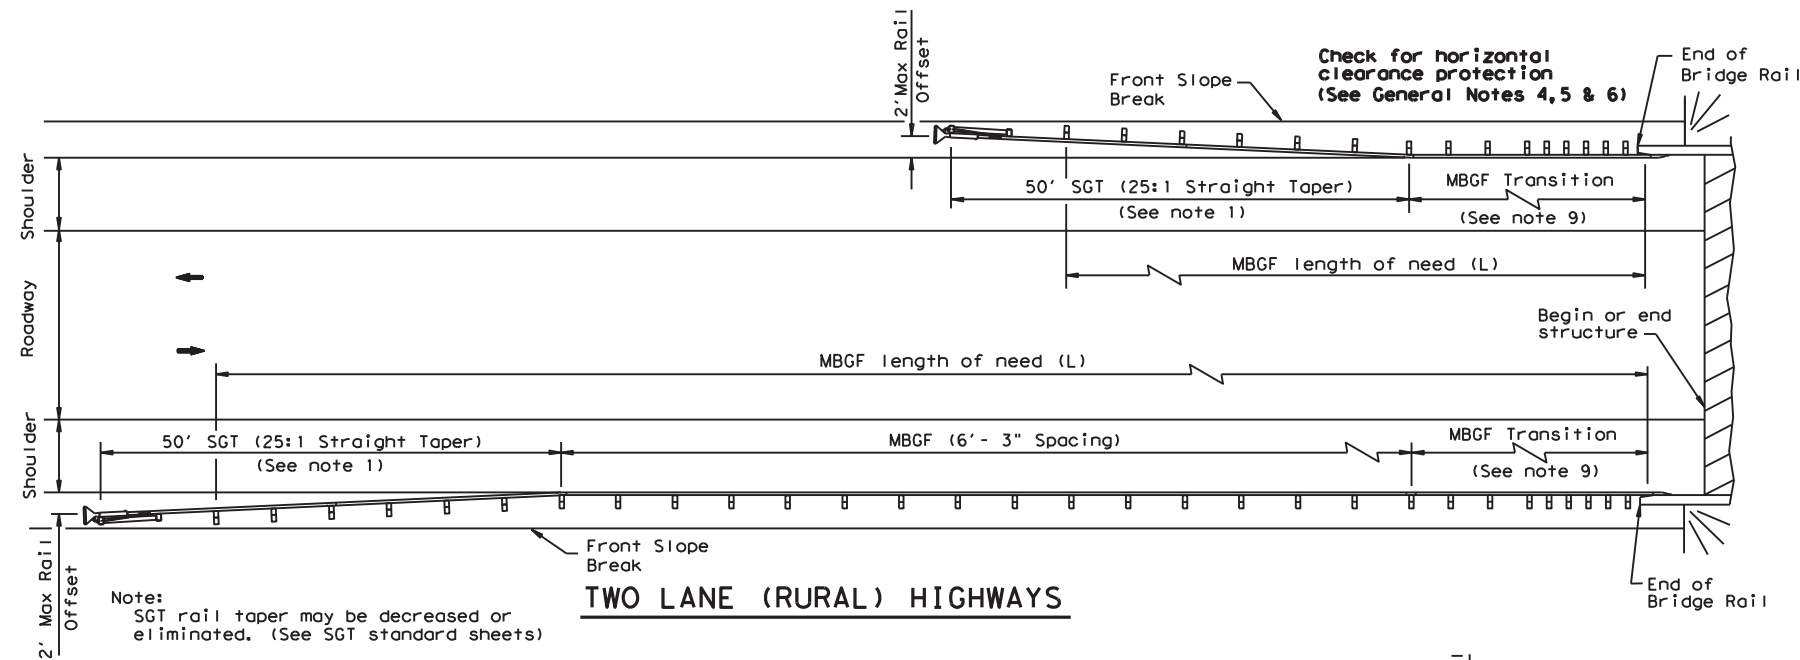 2' Max Rail
Offset
Front Slope
Break
Check for horizontal
clearance protection
(See General Notes 4,5 & 6)
End of
Bridge Rail
Shoulder
50' SGT (25:1 Straight Taper)
(See note 1)
MBGF Transition
(See note 9)
MBGF length of need (L)
Roadway
Begin or end
structure
MBGF length of need (L)
Shoulder
50' SGT (25:1 Straight Taper)
(See note 1)
MBGF (6'- 3" Spacing)
MBGF Transition
(See note 9)
2' Max Rail
Offset
Front Slope
Break
End of
Bridge Rail
Note:
SGT rail taper may be decreased or
eliminated. (See SGT standard sheets)
TWO LANE (RURAL) HIGHWAYS